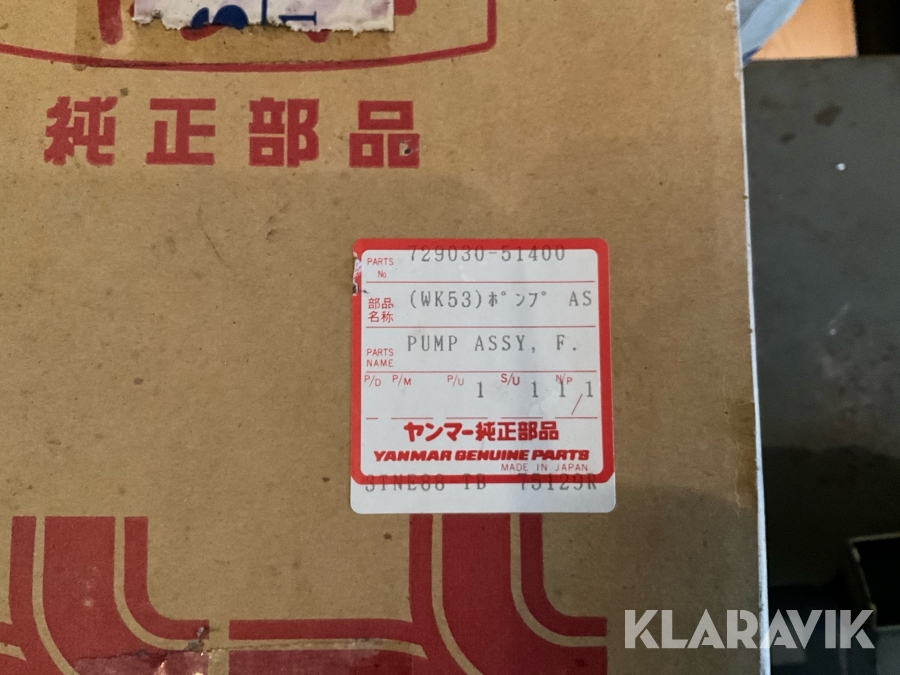 純正部品
PARTS No 729030-51400
部品名称 (WK53)ポンプ AS
PARTS NAME PUMP ASSY, F.
P/D P/M P/U 1 S/U 1 N/P 1/1
ヤンマー純正部品
YANMAR GENUINE PARTS
MADE IN JAPAN
3TNE88-TB 75129R
KLARAVIK